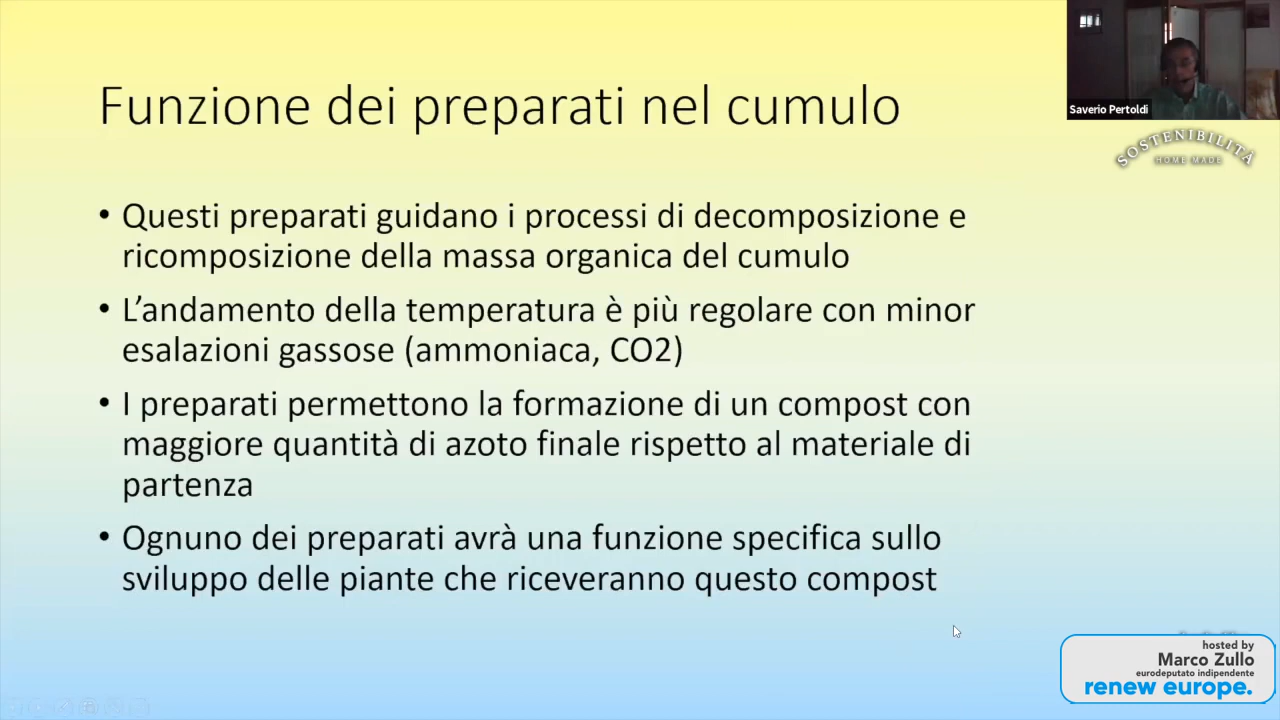 Funzione dei preparati nel cumulo
Saverio Pertoldi
SOSTENIBILITÀ
HOME MADE
• Questi preparati guidano i processi di decomposizione e
ricomposizione della massa organica del cumulo
• L’andamento della temperatura è più regolare con minor
esalazioni gassose (ammoniaca, CO2)
• I preparati permettono la formazione di un compost con
maggiore quantità di azoto finale rispetto al materiale di
partenza
• Ognuno dei preparati avrà una funzione specifica sullo
sviluppo delle piante che riceveranno questo compost
hosted by
Marco Zullo
eurodeputato indipendente
renew europe.